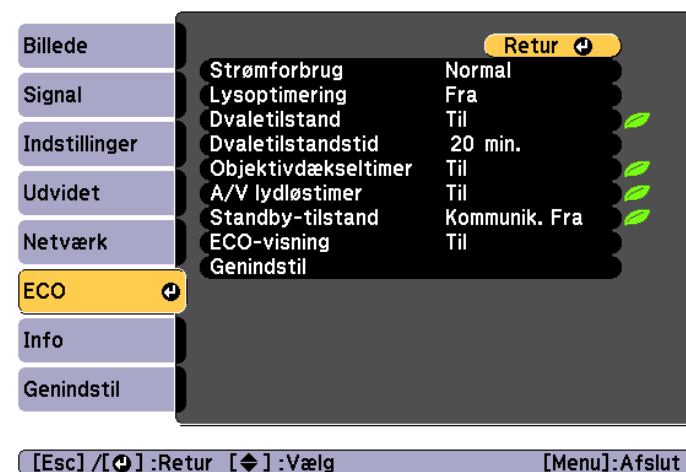 Billede
Signal
Indstillinger
Udvidet
Netværk
ECO
Info
Genindstil
Retur
Strømforbrug Normal
Lysoptimering Fra
Dvaletilstand Til
Dvaletilstandstid 20 min.
Objektivdækseltimer Til
A/V lydløstimer Til
Standby-tilstand Kommunik. Fra
ECO-visning Til
Genindstil
[Esc] /[⏎] :Retur [◆] :Vælg [Menu]:Afslut